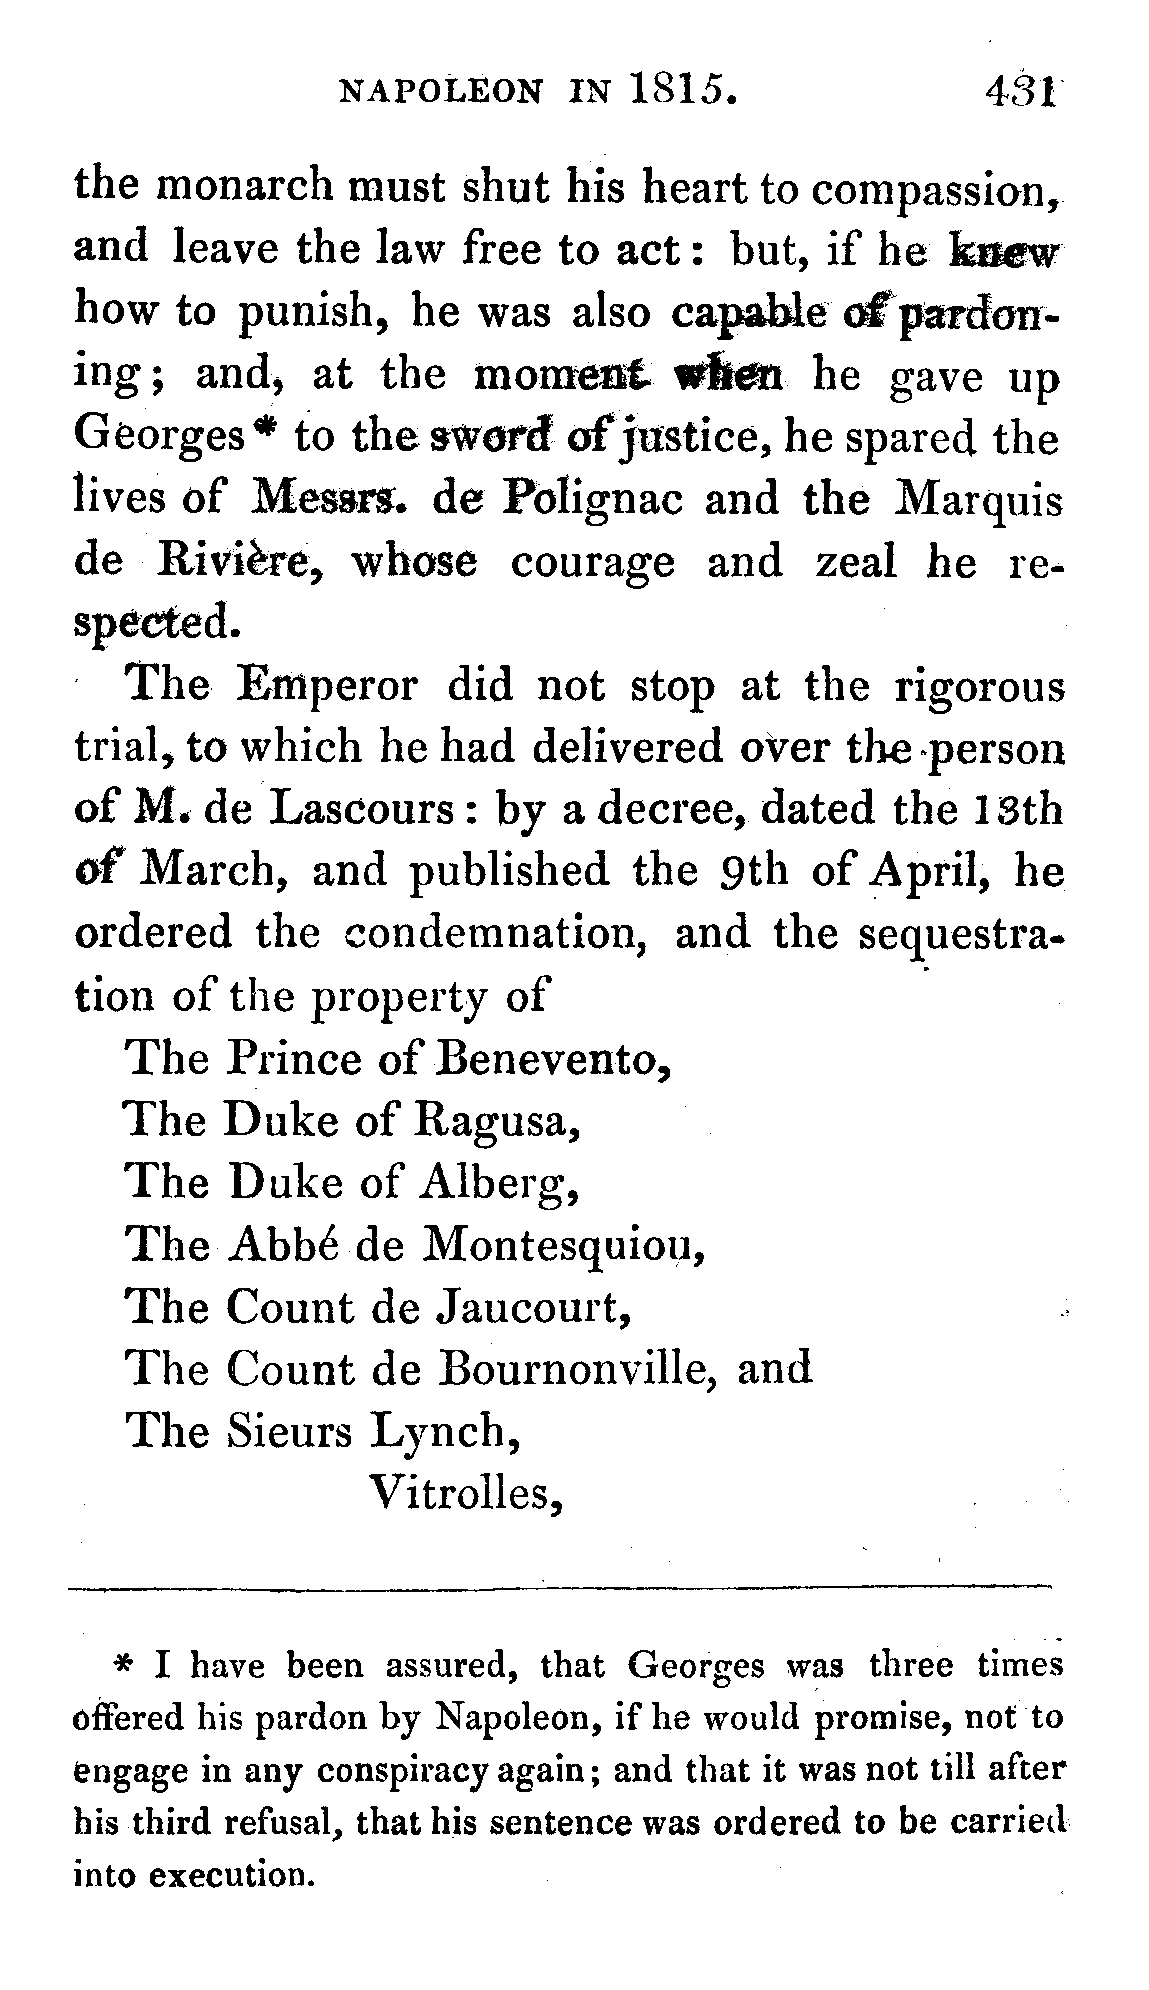 NAPOLEON IN 1815. 431
the monarch must shut his heart to compassion,
and leave the law free to act : but, if he knew
how to punish, he was also capable of pardon-
ing ; and, at the moment when he gave up
Georges * to the sword of justice, he spared the
lives of Messrs. de Polignac and the Marquis
de Rivière, whose courage and zeal he re-
spected.
The Emperor did not stop at the rigorous
trial, to which he had delivered over the person
of M. de Lascours : by a decree, dated the 13th
of March, and published the 9th of April, he
ordered the condemnation, and the sequestra-
tion of the property of
The Prince of Benevento,
The Duke of Ragusa,
The Duke of Alberg,
The Abbé de Montesquiou,
The Count de Jaucourt,
The Count de Bournonville, and
The Sieurs Lynch,
Vitrolles,
* I have been assured, that Georges was three times
offered his pardon by Napoleon, if he would promise, not to
engage in any conspiracy again; and that it was not till after
his third refusal, that his sentence was ordered to be carried
into execution.